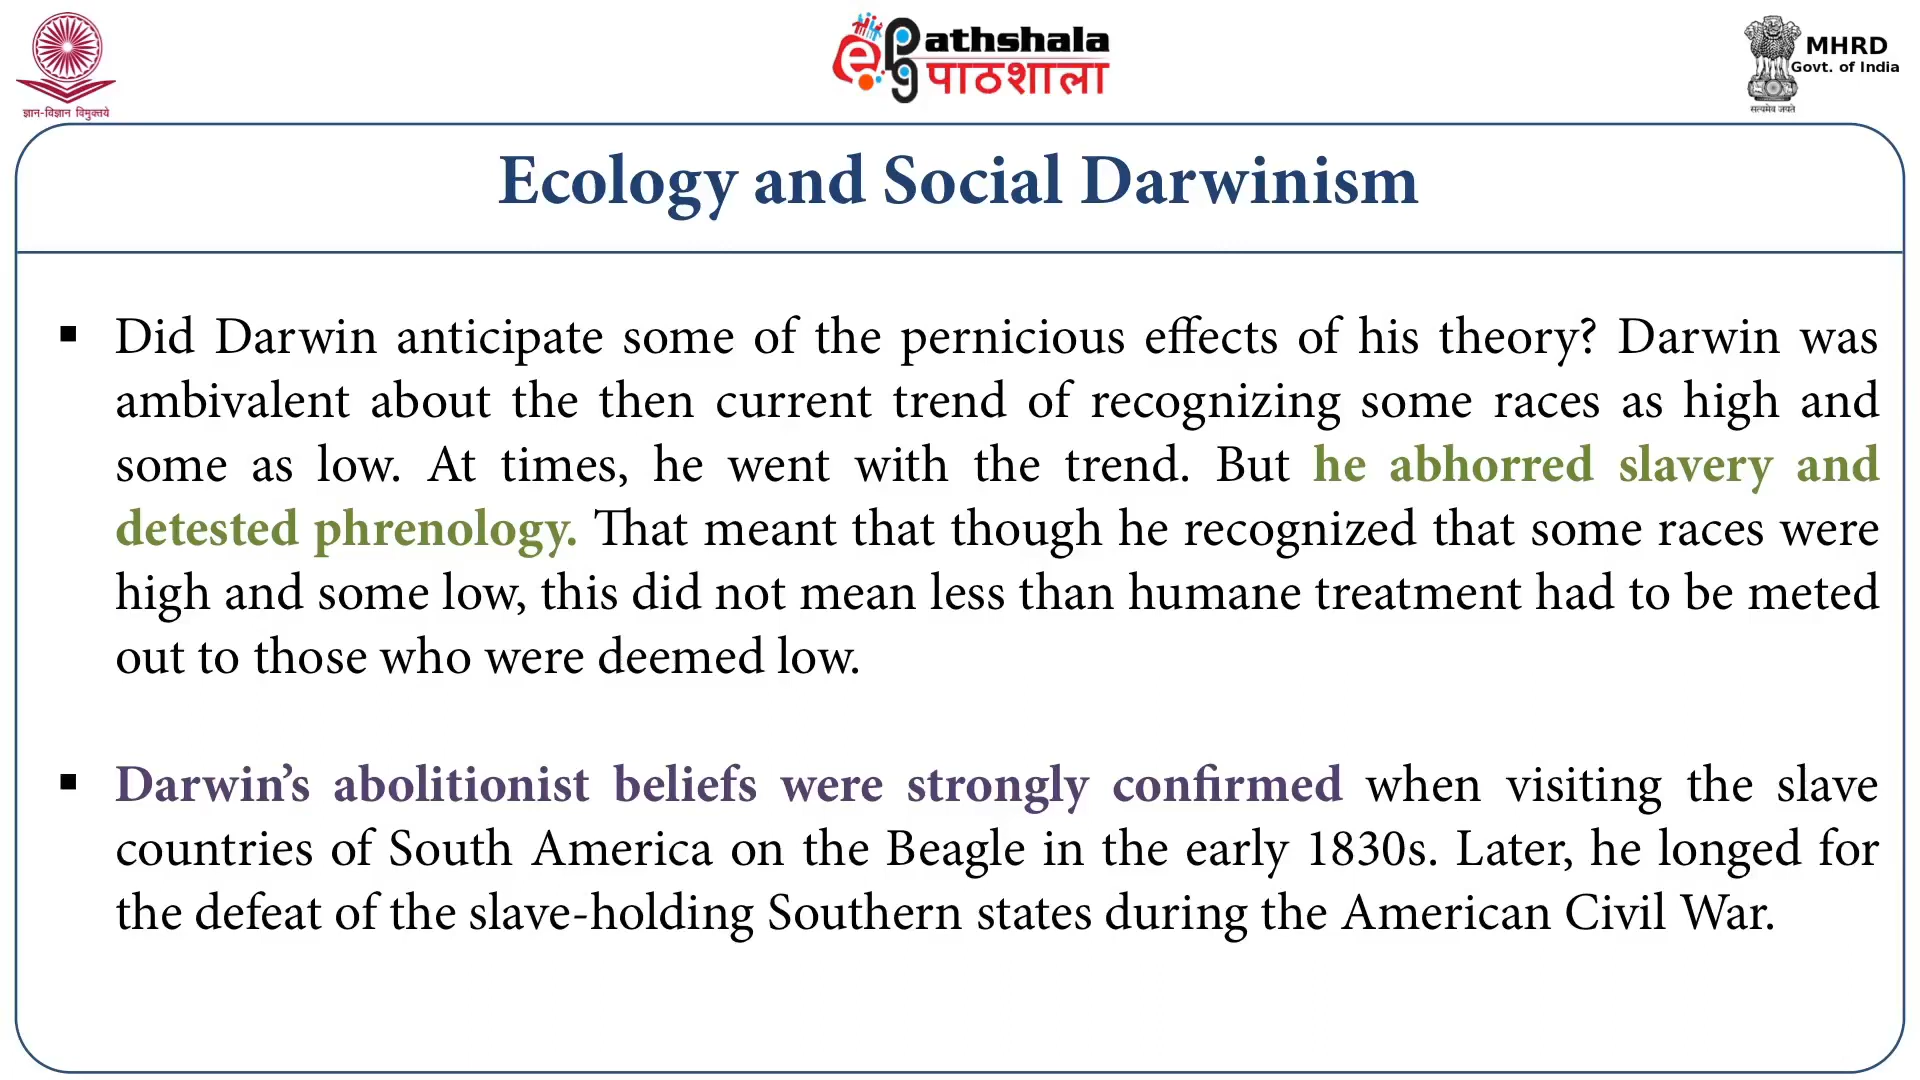 ज्ञान-विज्ञान विमुक्तये
athshala
पाठशाला
MHRD
Govt. of India
सत्यमेव जयते
Ecology and Social Darwinism
▪ Did Darwin anticipate some of the pernicious effects of his theory? Darwin was
ambivalent about the then current trend of recognizing some races as high and
some as low. At times, he went with the trend. But he abhorred slavery and
detested phrenology. That meant that though he recognized that some races were
high and some low, this did not mean less than humane treatment had to be meted
out to those who were deemed low.
▪ Darwin’s abolitionist beliefs were strongly confirmed when visiting the slave
countries of South America on the Beagle in the early 1830s. Later, he longed for
the defeat of the slave-holding Southern states during the American Civil War.